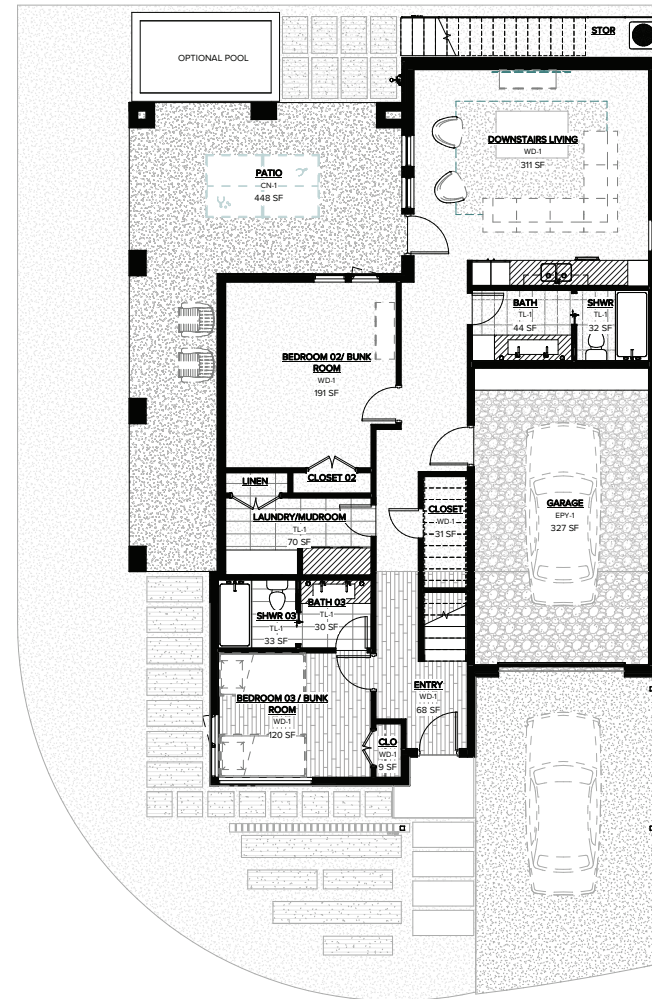 STOR
OPTIONAL POOL
DOWNSTAIRS LIVING
WD-1
311 SF
PATIO
CN-1
448 SF
BATH
TL-1
44 SF
SHWR
TL-1
32 SF
BEDROOM 02/ BUNK
ROOM
WD-1
191 SF
LINEN
CLOSET 02
LAUNDRY/MUDROOM
TL-1
70 SF
CLOSET
WD-1
31 SF
GARAGE
EPY-1
327 SF
SHWR 03
TL-1
33 SF
BATH 03
TL-1
30 SF
BEDROOM 03 / BUNK
ROOM
WD-1
120 SF
ENTRY
WD-1
68 SF
CLO
WD-1
9 SF